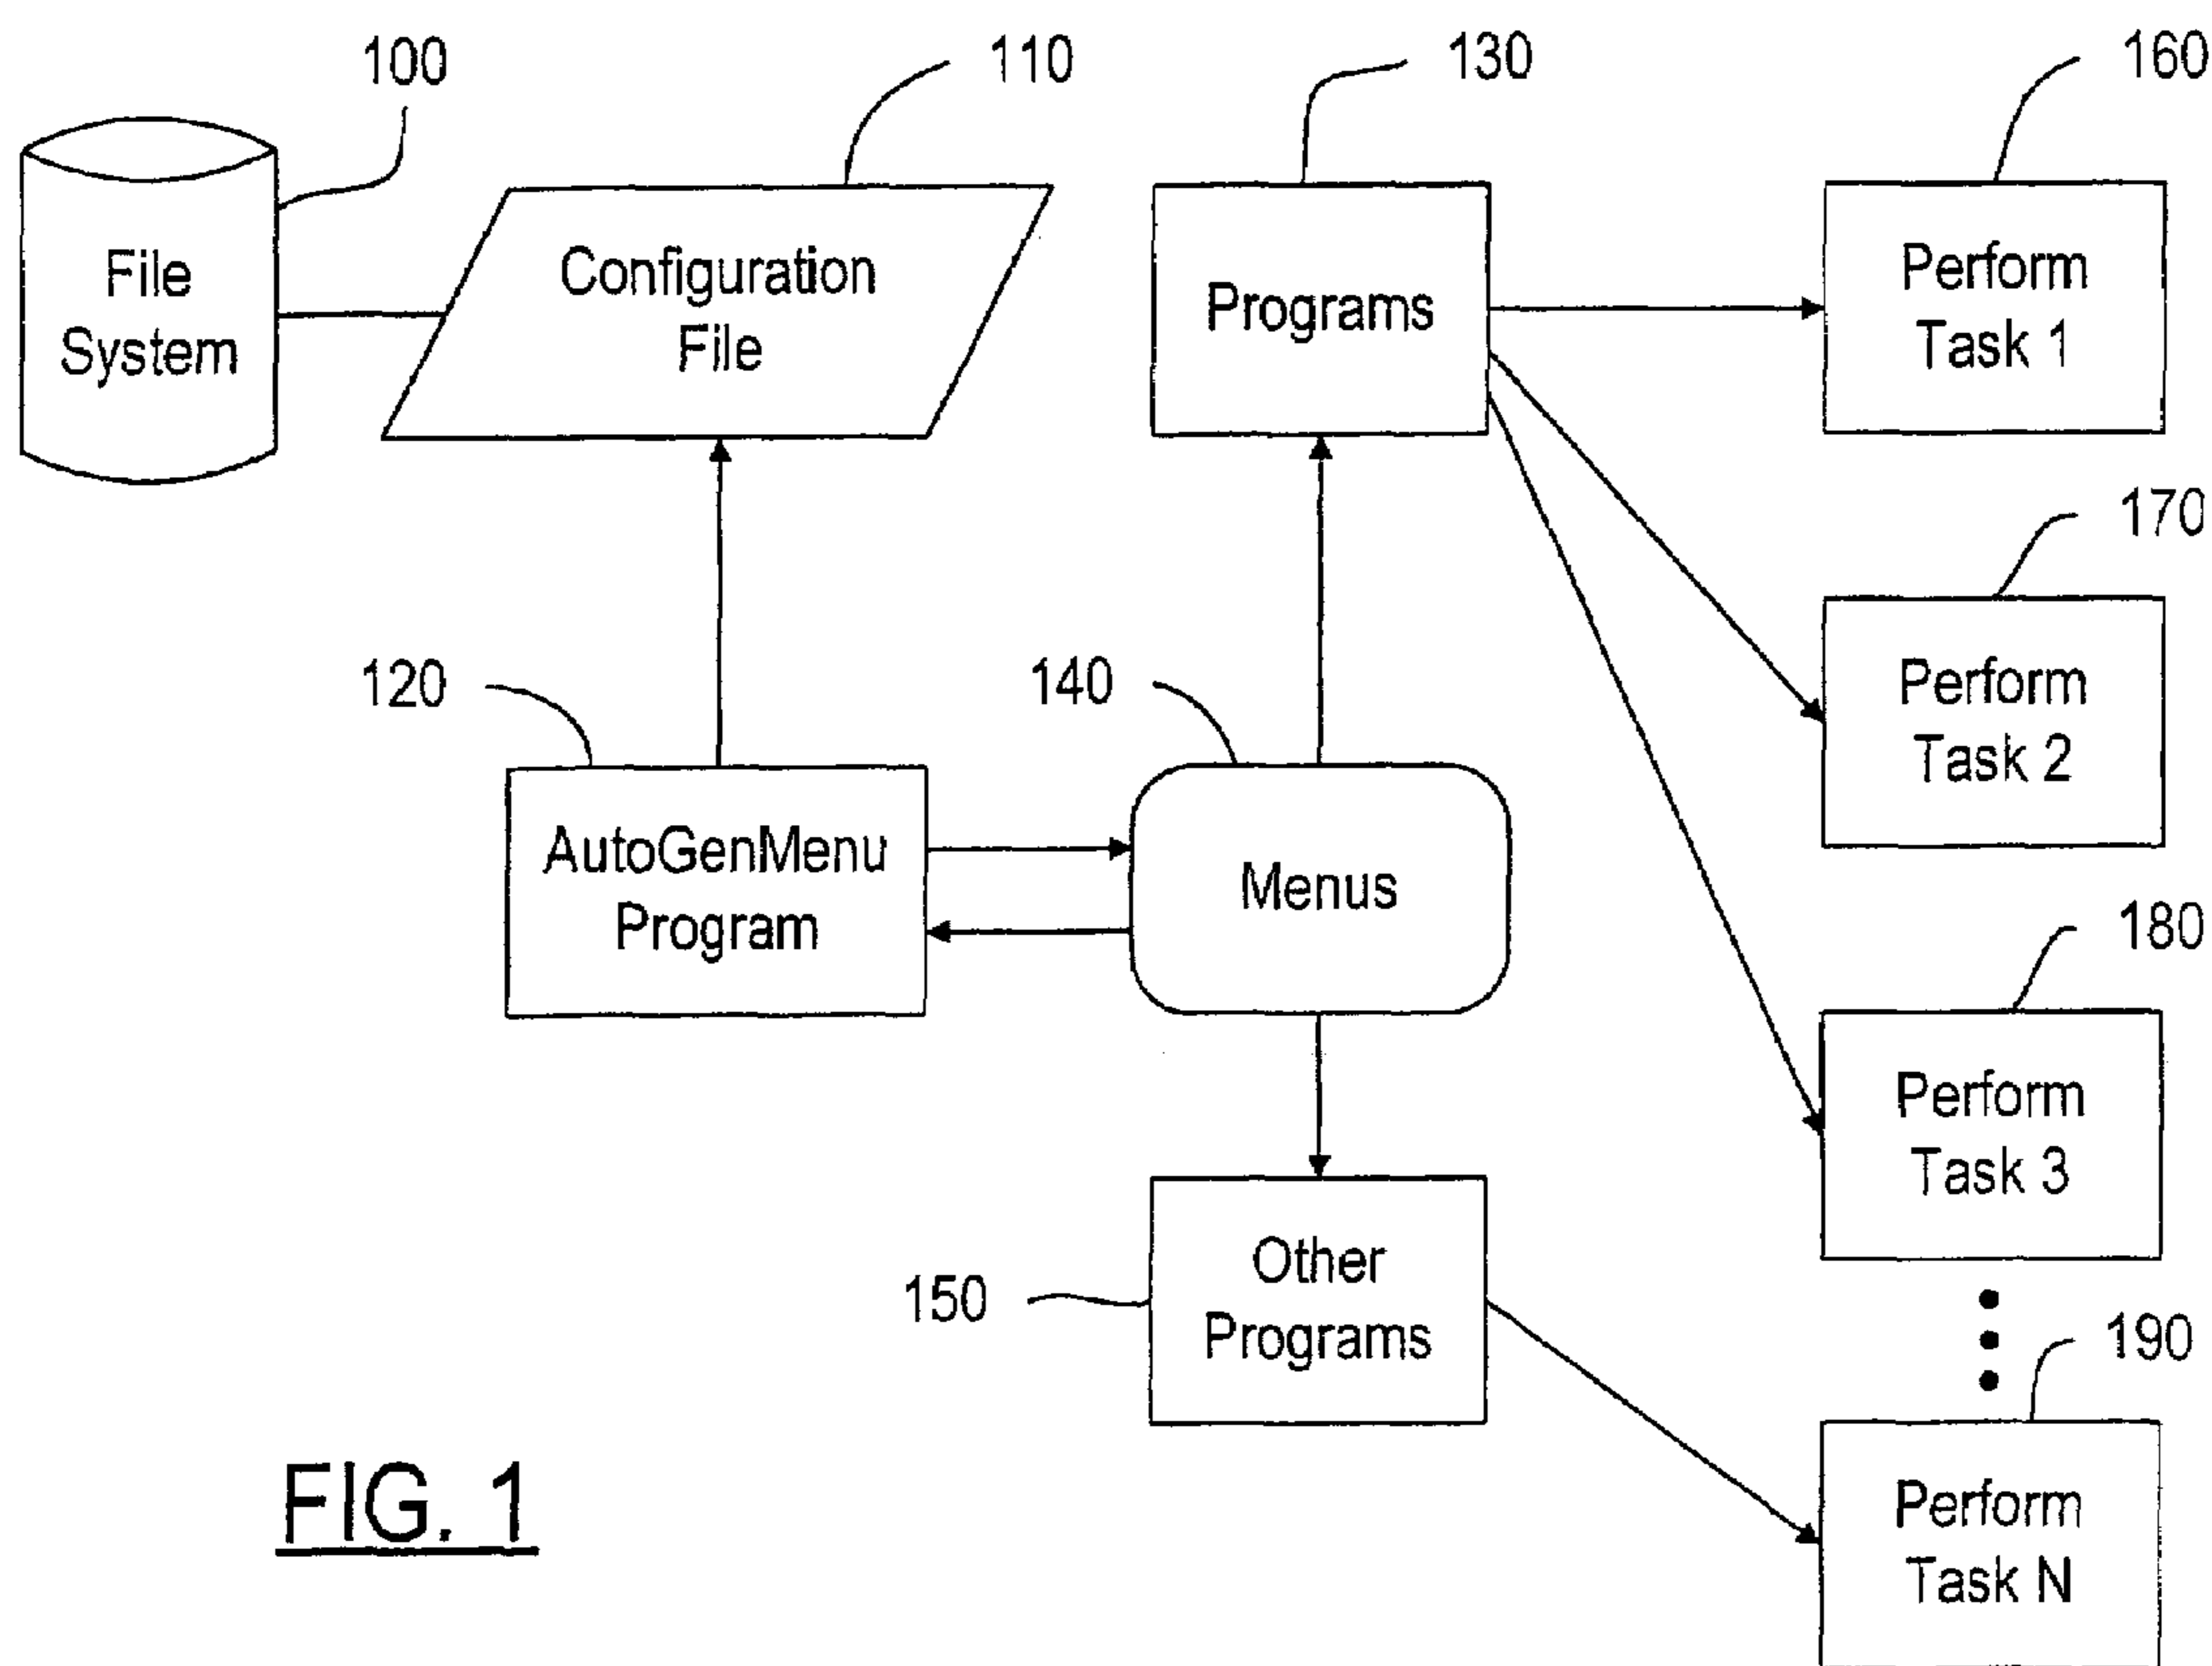 100
110
130
160
File
System
Configuration
File
Programs
Perform
Task 1
170
120
140
Perform
Task 2
AutoGenMenu
Program
Menus
180
Perform
Task 3
150
Other
Programs
190
Perform
Task N
FIG. 1